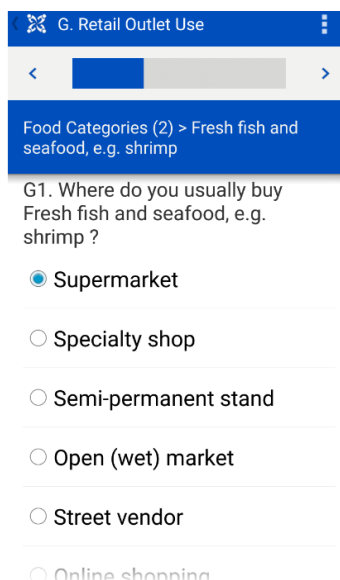 G. Retail Outlet Use
Food Categories (2) > Fresh fish and
seafood, e.g. shrimp
G1. Where do you usually buy
Fresh fish and seafood, e.g.
shrimp ?
Supermarket
Specialty shop
Semi-permanent stand
Open (wet) market
Street vendor
Online shopping